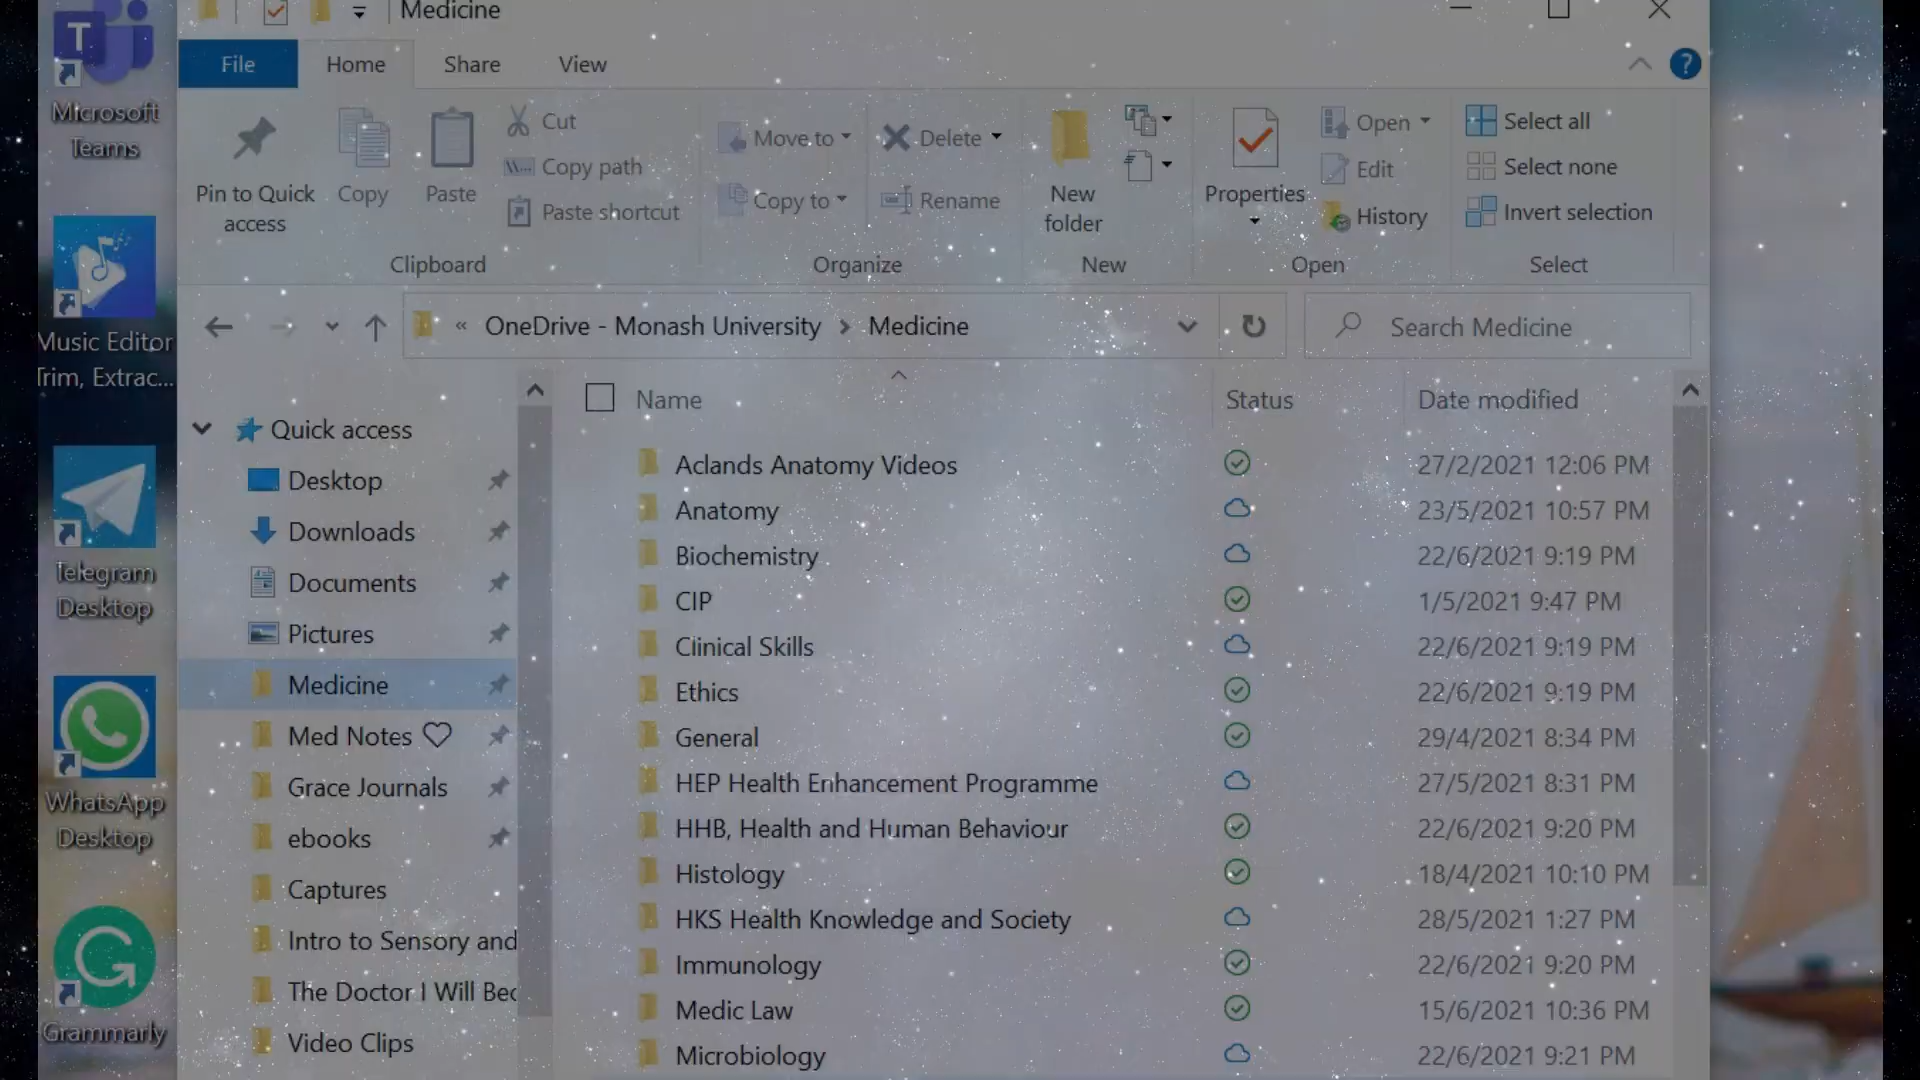 Medicine
File Home Share View
?
Microsoft
Teams
Music Editor
Trim, Extrac...
Telegram
Desktop
WhatsApp
Desktop
Grammarly
Pin to Quick
access
Copy
Paste
Cut
Copy path
Paste shortcut
Clipboard
Move to
Copy to
Delete
Rename
Organize
New
folder
New
Properties
Open
Edit
History
Open
Select all
Select none
Invert selection
Select
« OneDrive - Monash University > Medicine
Search Medicine
Quick access
Desktop
Downloads
Documents
Pictures
Medicine
Med Notes ♡
Grace Journals
ebooks
Captures
Intro to Sensory and
The Doctor I Will Bec
Video Clips
Name Status Date modified
Aclands Anatomy Videos 27/2/2021 12:06 PM
Anatomy 23/5/2021 10:57 PM
Biochemistry 22/6/2021 9:19 PM
CIP 1/5/2021 9:47 PM
Clinical Skills 22/6/2021 9:19 PM
Ethics 22/6/2021 9:19 PM
General 29/4/2021 8:34 PM
HEP Health Enhancement Programme 27/5/2021 8:31 PM
HHB, Health and Human Behaviour 22/6/2021 9:20 PM
Histology 18/4/2021 10:10 PM
HKS Health Knowledge and Society 28/5/2021 1:27 PM
Immunology 22/6/2021 9:20 PM
Medic Law 15/6/2021 10:36 PM
Microbiology 22/6/2021 9:21 PM